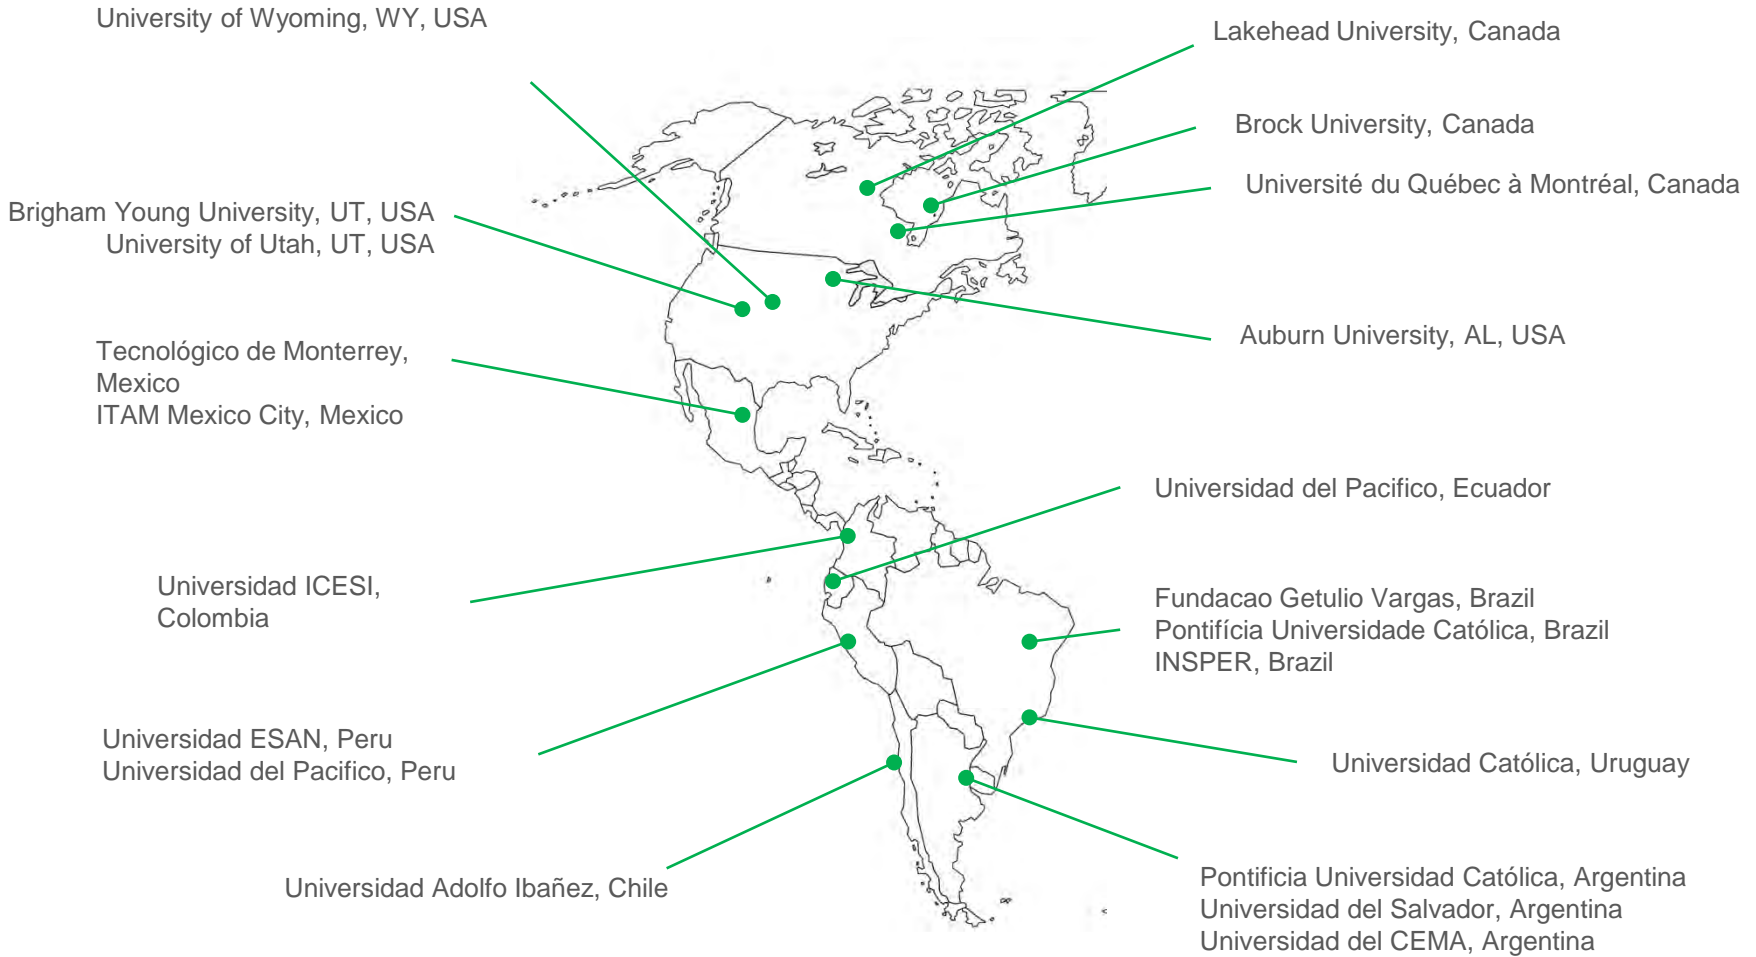 University of Wyoming, WY, USA
Lakehead University, Canada
Brock University, Canada
Université du Québec à Montréal, Canada
Brigham Young University, UT, USA
University of Utah, UT, USA
Auburn University, AL, USA
Tecnológico de Monterrey,
Mexico
ITAM Mexico City, Mexico
Universidad del Pacifico, Ecuador
Universidad ICESI,
Colombia
Fundacao Getulio Vargas, Brazil
Pontifícia Universidade Católica, Brazil
INSPER, Brazil
Universidad ESAN, Peru
Universidad del Pacifico, Peru
Universidad Católica, Uruguay
Universidad Adolfo Ibañez, Chile
Pontificia Universidad Católica, Argentina
Universidad del Salvador, Argentina
Universidad del CEMA, Argentina